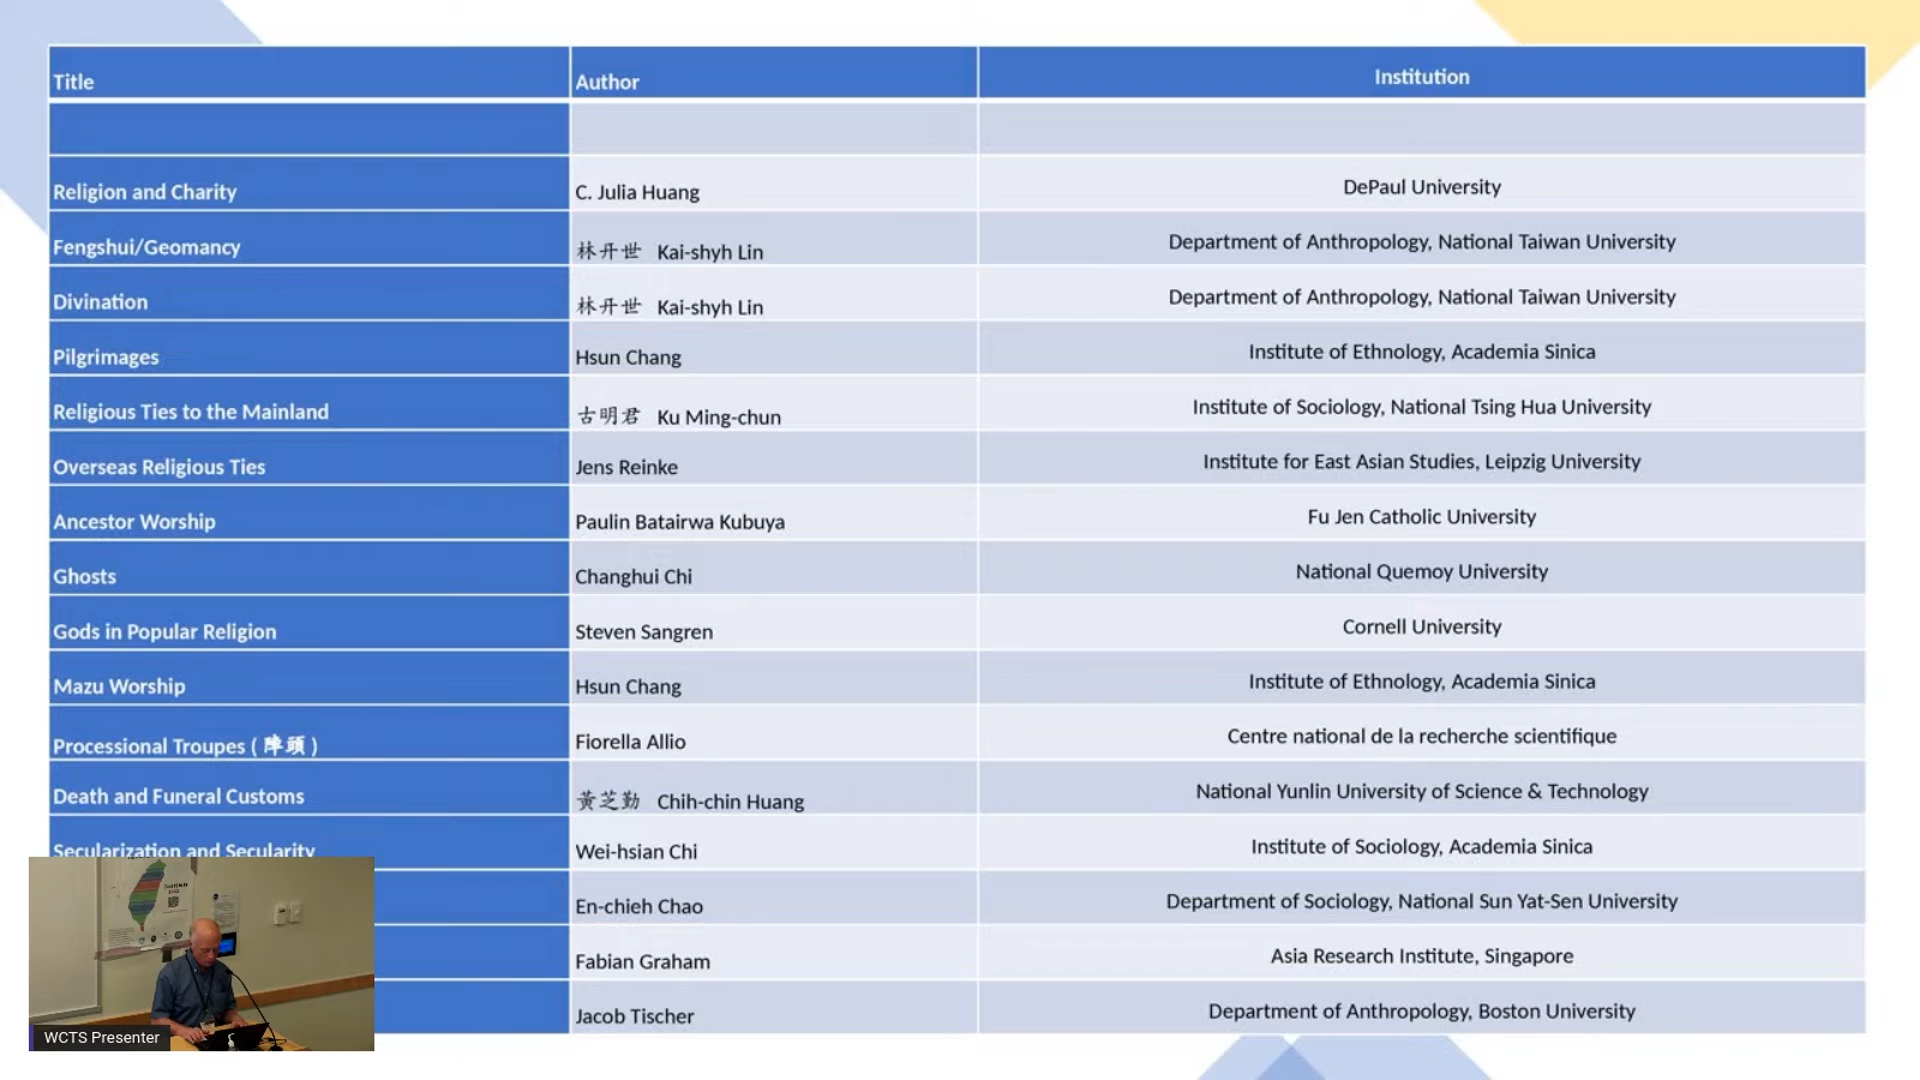 Title Author Institution
Religion and Charity C. Julia Huang DePaul University
Fengshui/Geomancy 林开世 Kai-shyh Lin Department of Anthropology, National Taiwan University
Divination 林开世 Kai-shyh Lin Department of Anthropology, National Taiwan University
Pilgrimages Hsun Chang Institute of Ethnology, Academia Sinica
Religious Ties to the Mainland 古明君 Ku Ming-chun Institute of Sociology, National Tsing Hua University
Overseas Religious Ties Jens Reinke Institute for East Asian Studies, Leipzig University
Ancestor Worship Paulin Batairwa Kubuya Fu Jen Catholic University
Ghosts Changhui Chi National Quemoy University
Gods in Popular Religion Steven Sangren Cornell University
Mazu Worship Hsun Chang Institute of Ethnology, Academia Sinica
Processional Troupes ( 陣頭 ) Fiorella Allio Centre national de la recherche scientifique
Death and Funeral Customs 黃芝勤 Chih-chin Huang National Yunlin University of Science & Technology
Secularization and Secularity Wei-hsian Chi Institute of Sociology, Academia Sinica
En-chieh Chao Department of Sociology, National Sun Yat-Sen University
Fabian Graham Asia Research Institute, Singapore
Jacob Tischer Department of Anthropology, Boston University
WCTS Presenter